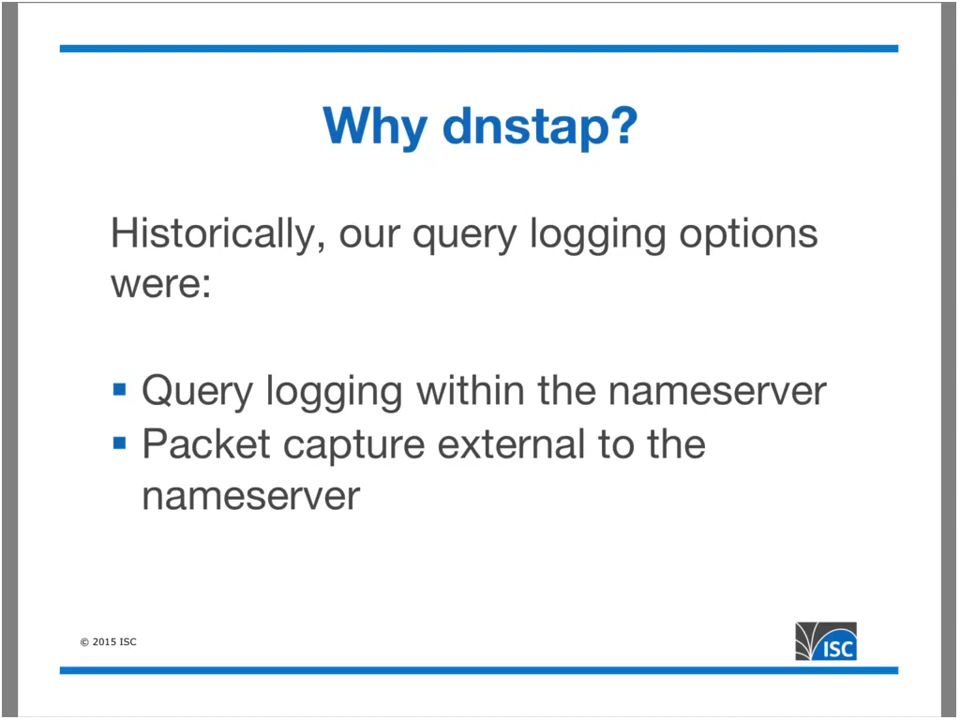 Why dnstap?
Historically, our query logging options
were:
▪ Query logging within the nameserver
▪ Packet capture external to the
nameserver
© 2015 ISC
ISC